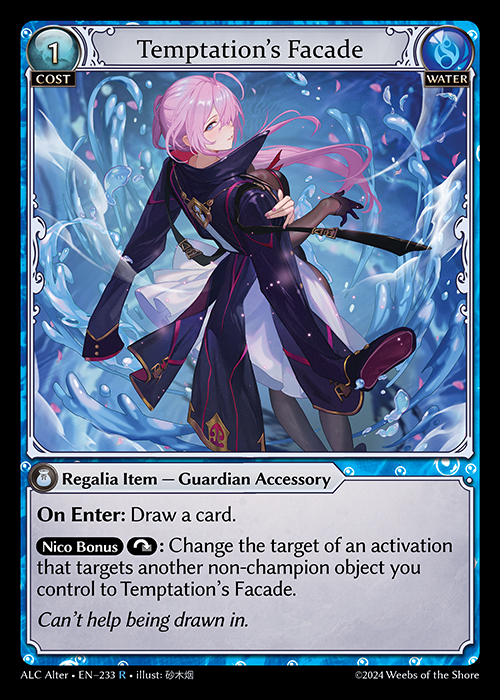 1
Temptation's Facade
COST
WATER
Regalia Item — Guardian Accessory
On Enter: Draw a card.
Nico Bonus : Change the target of an activation
that targets another non-champion object you
control to Temptation's Facade.
Can't help being drawn in.
ALC Alter • EN–233 R • illust: 砂木烟
©2024 Weebs of the Shore